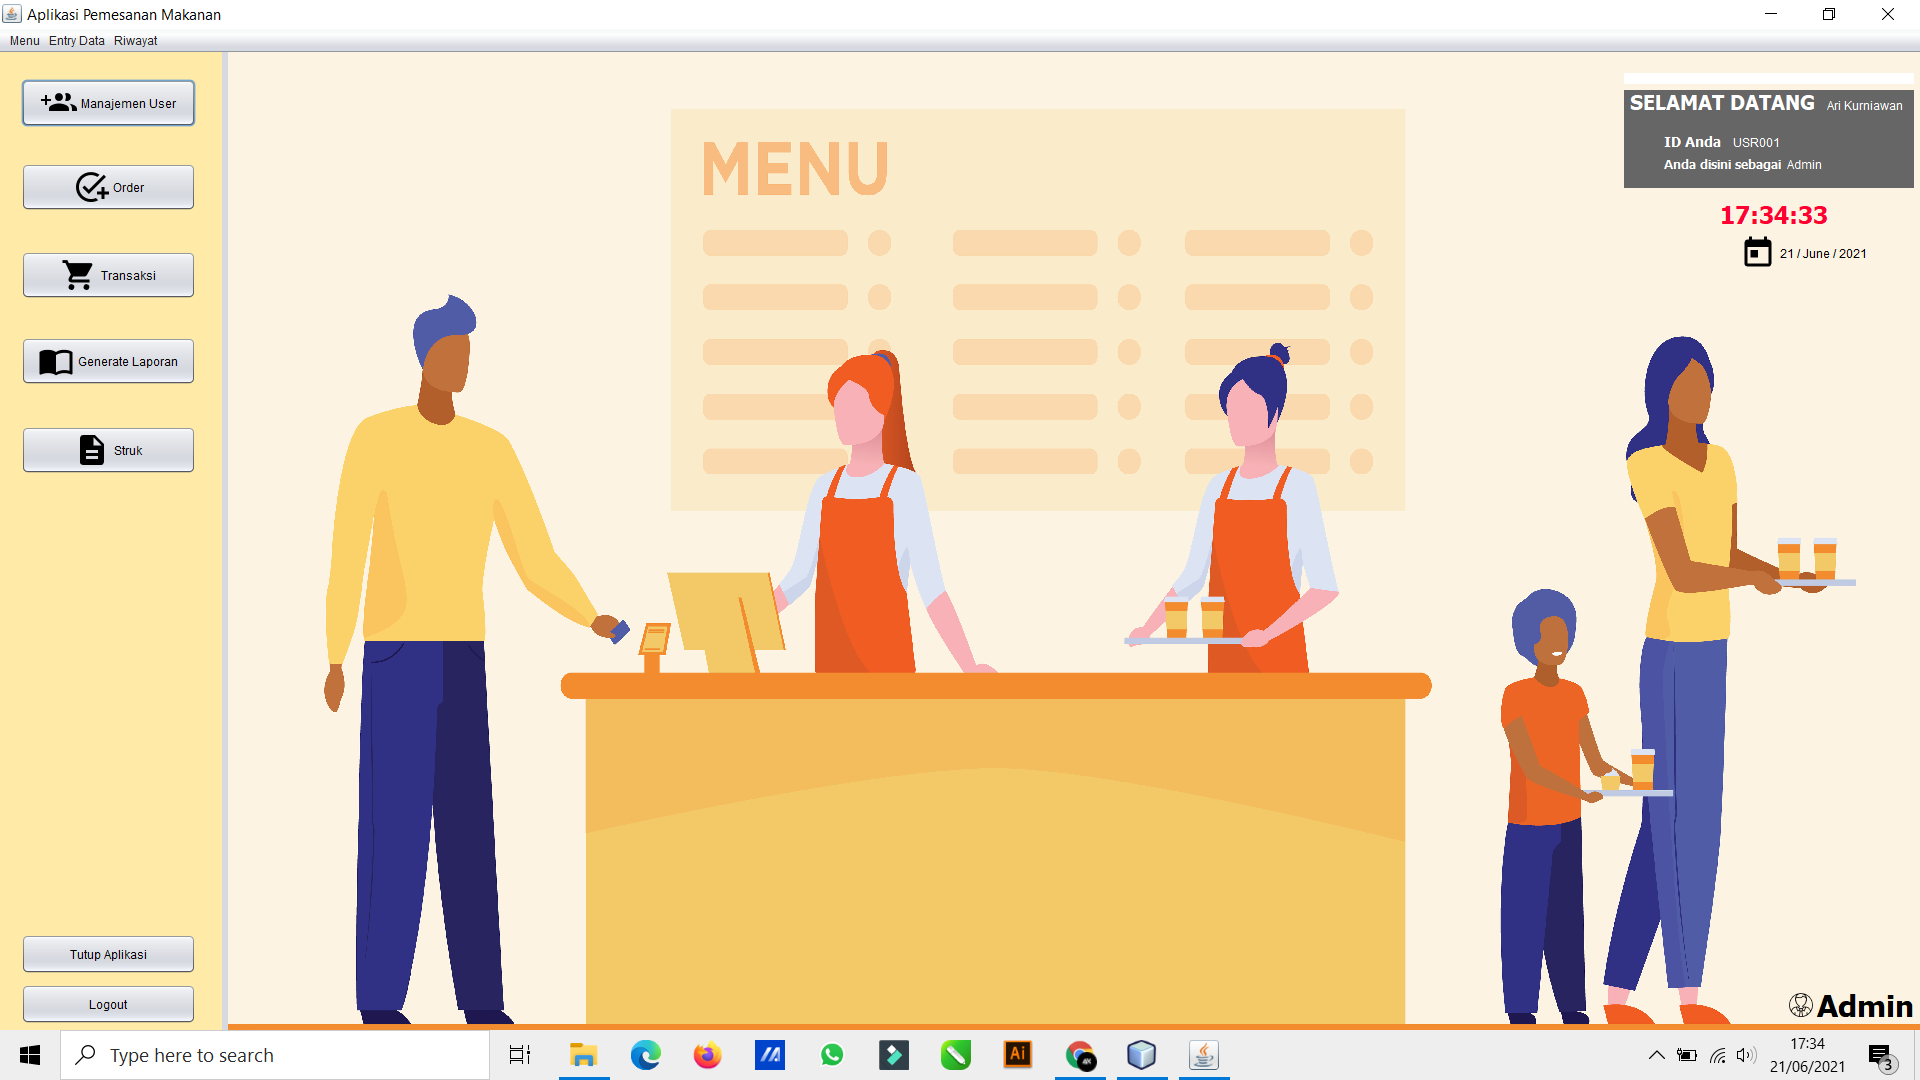 Aplikasi Pemesanan Makanan
Menu Entry Data Riwayat
Manajemen User
Order
Transaksi
Generate Laporan
Struk
Tutup Aplikasi
Logout
MENU
SELAMAT DATANG Ari Kurniawan
ID Anda USR001
Anda disini sebagai Admin
17:34:33
21 / June / 2021
Admin
Type here to search
Ai
17:34
21/06/2021
3